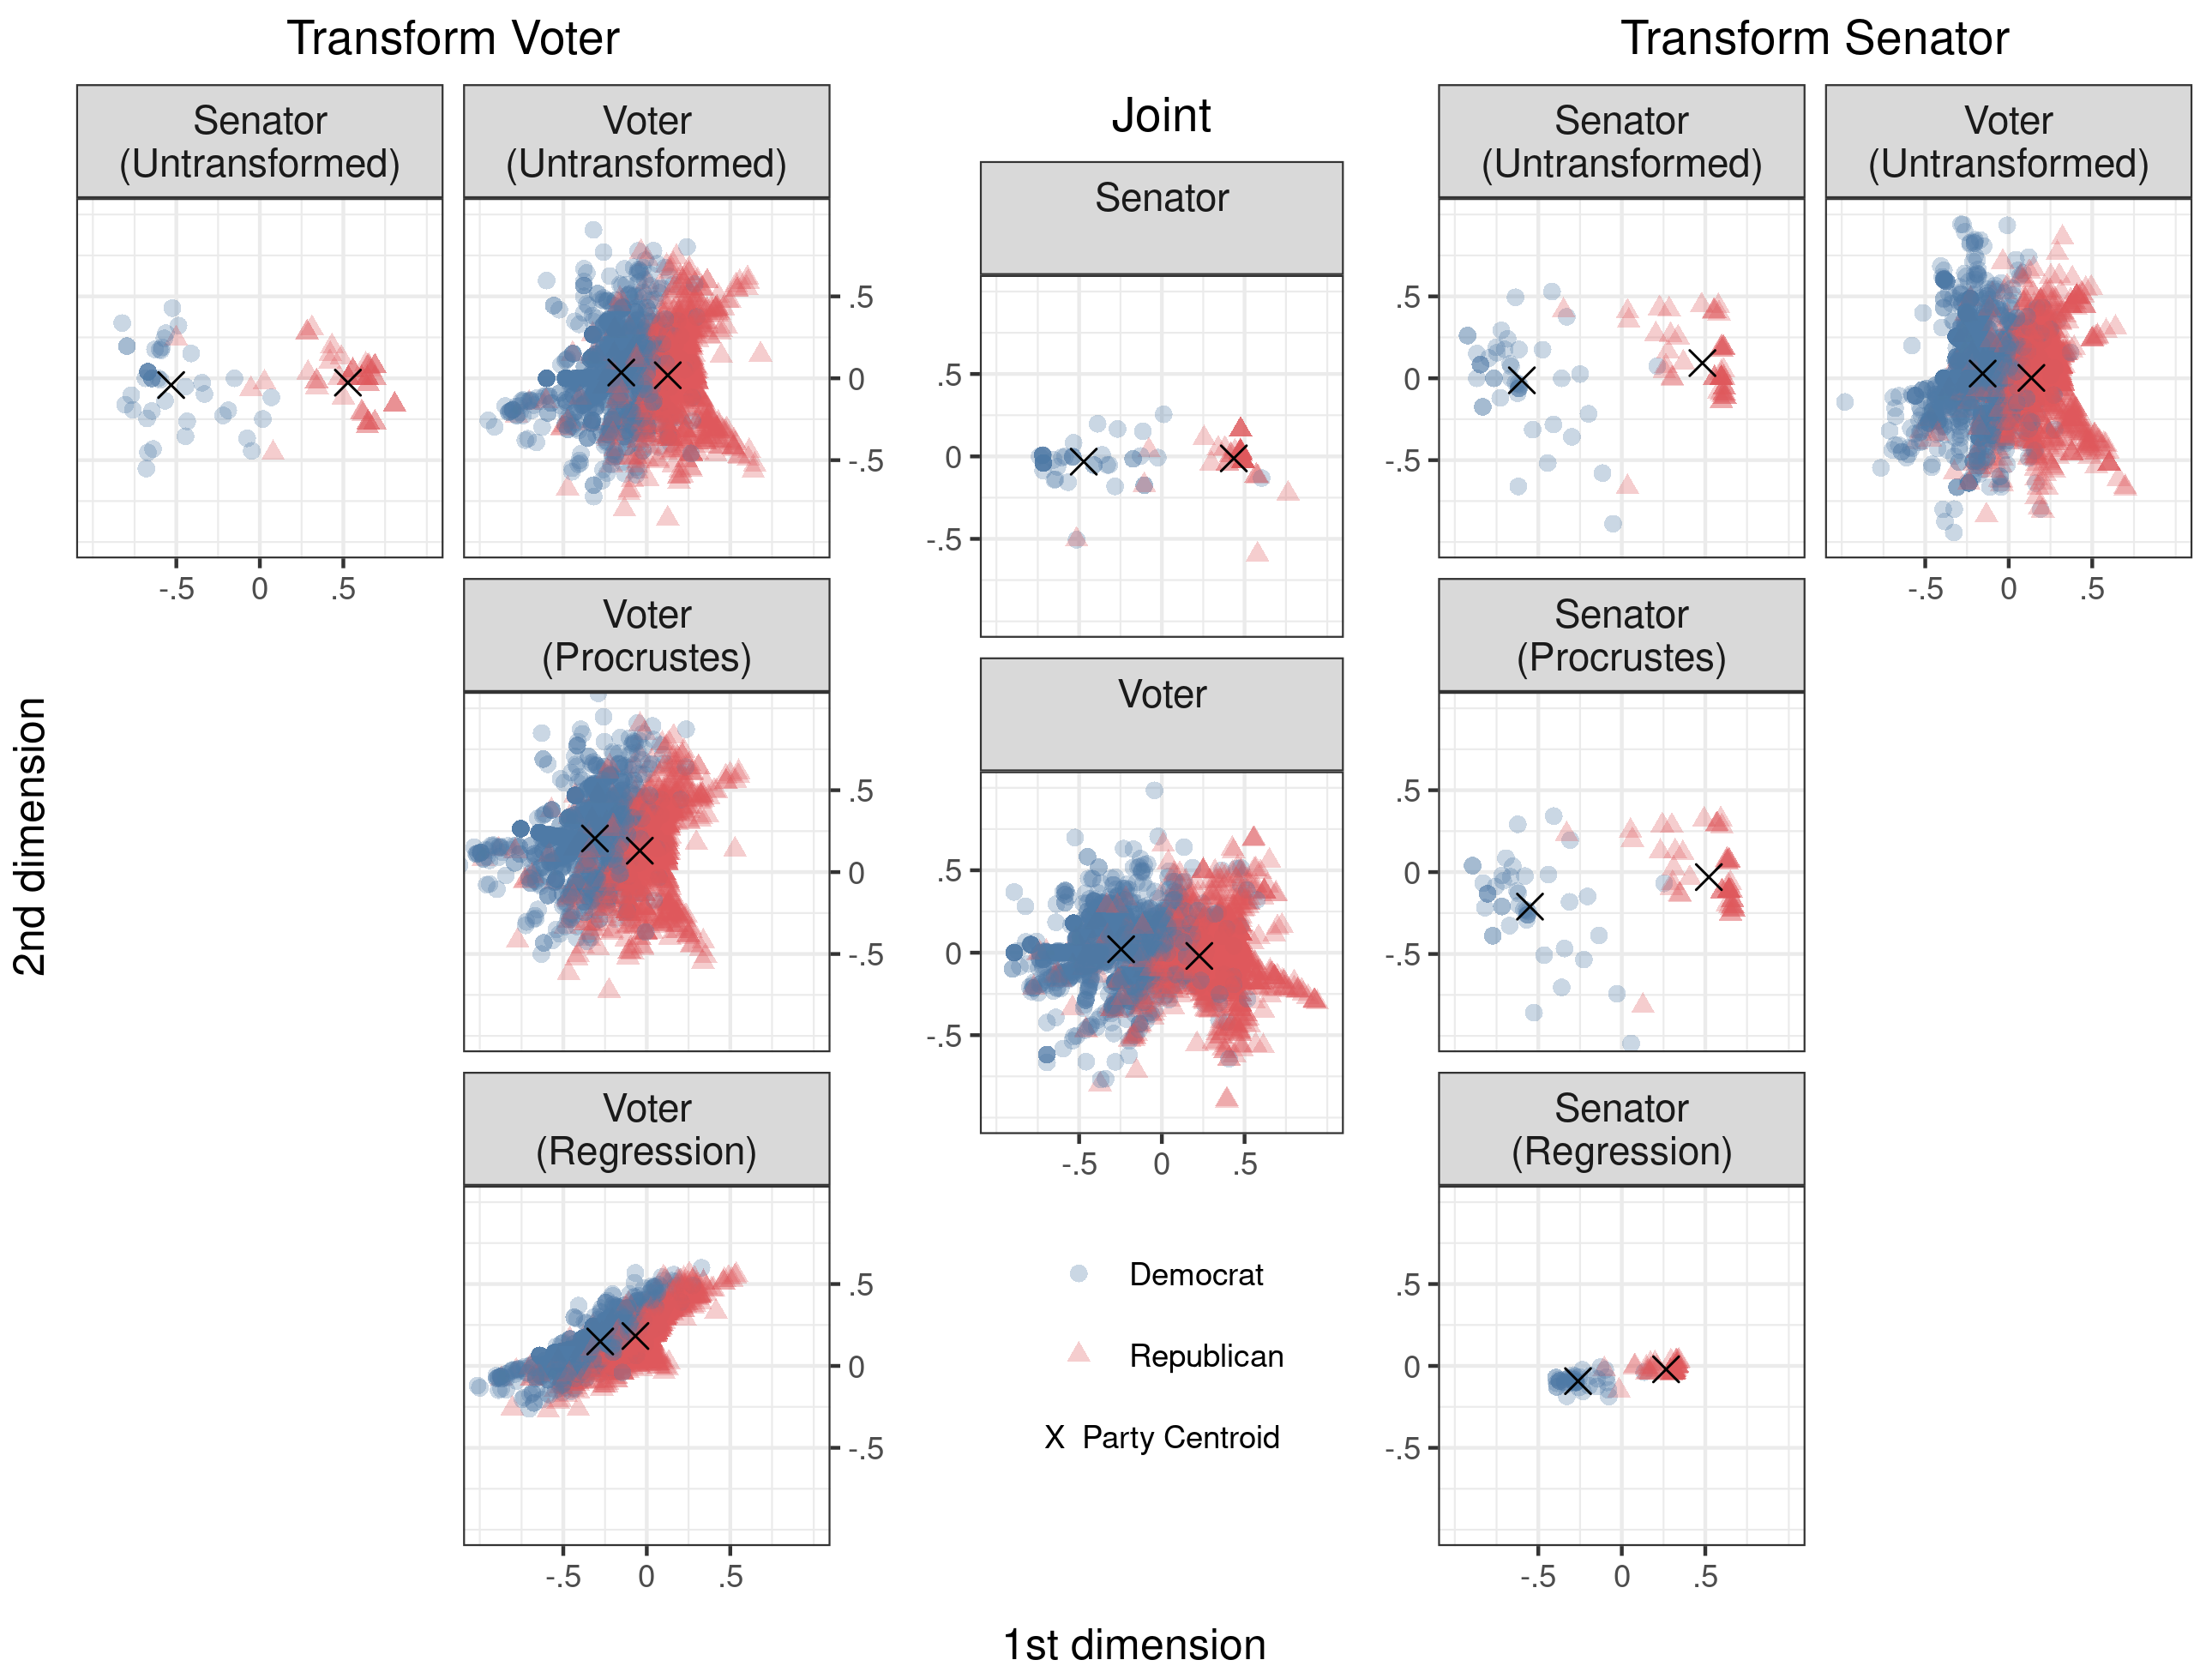 Transform Voter
Transform Senator
Joint
Senator
(Untransformed)
Voter
(Untransformed)
Senator
Senator
(Untransformed)
Voter
(Untransformed)
.5
0
-.5
-.5 0 .5
.5
0
-.5
.5
0
-.5
-.5 0 .5
Voter
(Procrustes)
Voter
Senator
(Procrustes)
.5
0
-.5
.5
0
-.5
-.5 0 .5
.5
0
-.5
Voter
(Regression)
Senator
(Regression)
.5
0
-.5
-.5 0 .5
.5
0
-.5
-.5 0 .5
Democrat
Republican
X Party Centroid
2nd dimension
1st dimension